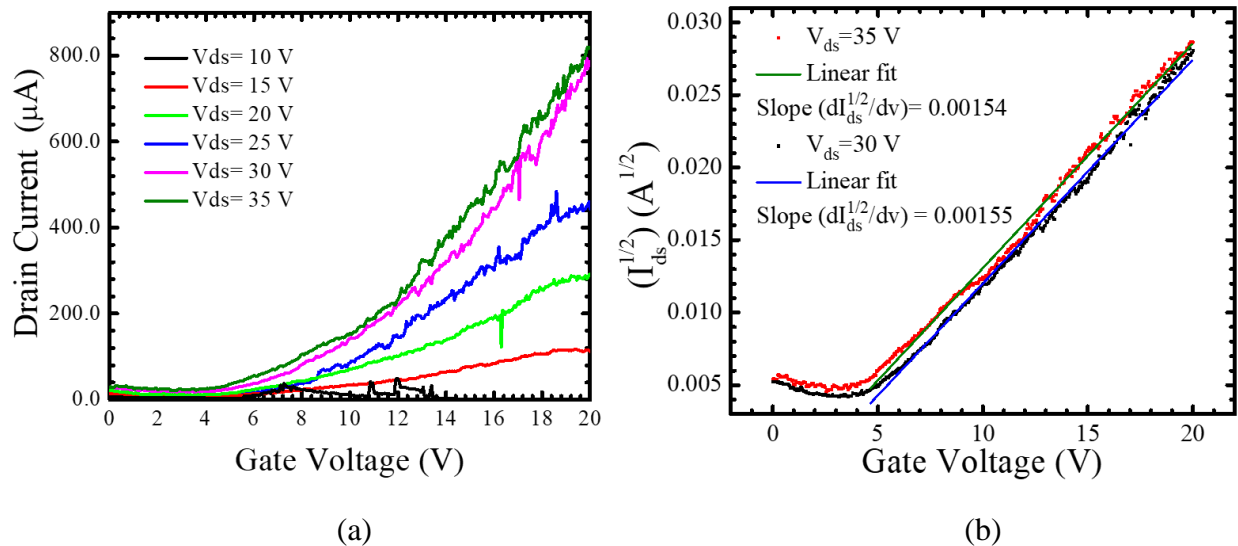 Drain Current (μA)
800.0
600.0
400.0
200.0
0.0
Vds= 10 V
Vds= 15 V
Vds= 20 V
Vds= 25 V
Vds= 30 V
Vds= 35 V
0 2 4 6 8 10 12 14 16 18 20
Gate Voltage (V)
(a)
(I_ds^1/2) (A^1/2)
0.030
0.025
0.020
0.015
0.010
0.005
V_ds=35 V
Linear fit
Slope (dI_ds^1/2/dv)= 0.00154
V_ds=30 V
Linear fit
Slope (dI_ds^1/2/dv) = 0.00155
0 5 10 15 20
Gate Voltage (V)
(b)